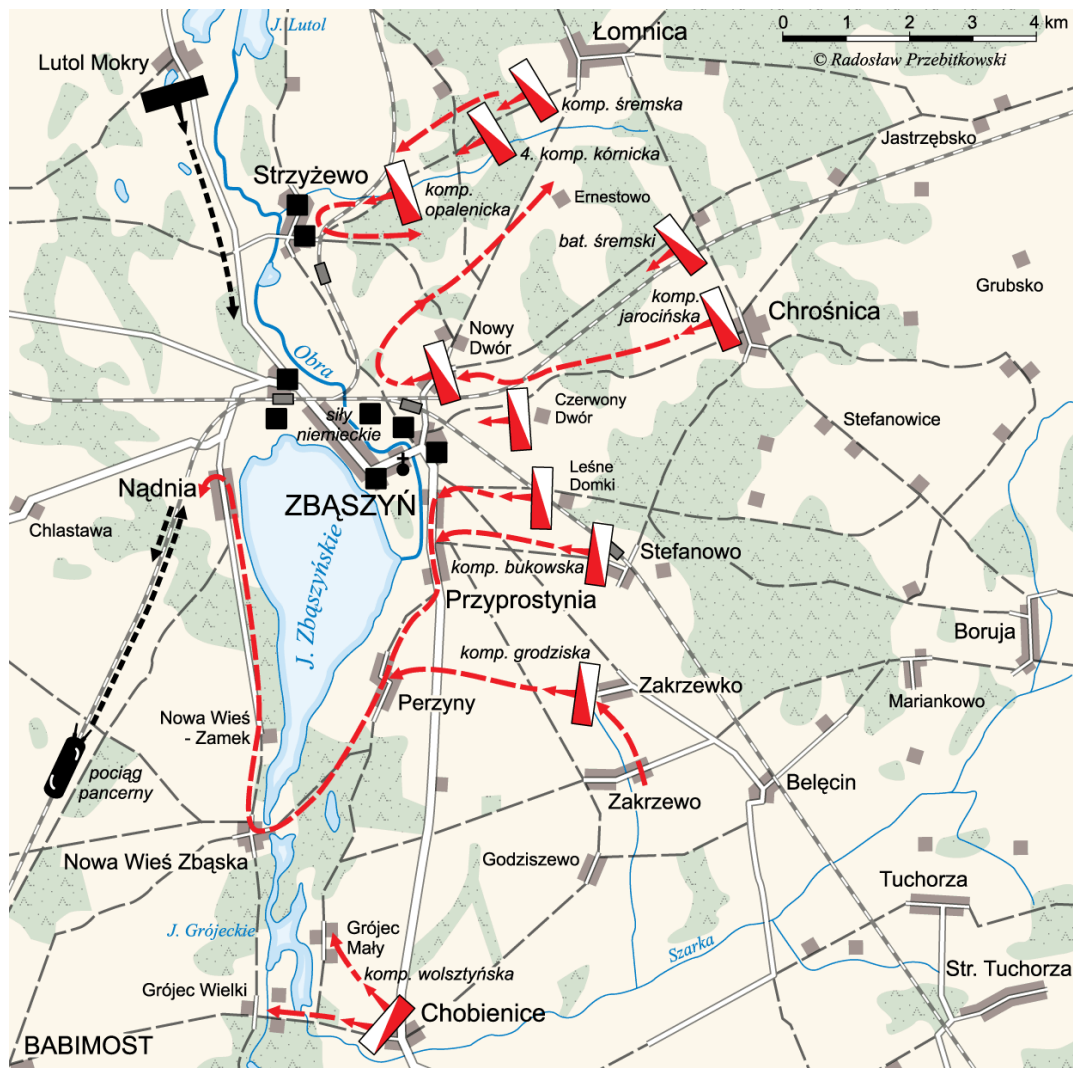 J. Lutol
Łomnica
0 1 2 3 4 km
© Radosław Przebitkowski
Lutol Mokry
komp. śremska
Jastrzębsko
4. komp. kórnicka
Strzyżewo
komp.
opalenicka
Ernestowo
bat. śremski
Grubsko
komp.
jarocińska
Chrośnica
Nowy
Dwór
Obra
Czerwony
Dwór
siły
niemieckie
Stefanowice
Leśne
Domki
Nądnia
ZBĄSZYŃ
Chlastawa
J. Zbąszyńskie
Stefanowo
komp. bukowska
Przyprostynia
Boruja
komp. grodziska
Zakrzewko
Mariankowo
Perzyny
Nowa Wieś
- Zamek
pociąg
pancerny
Zakrzewo
Belęcin
Nowa Wieś Zbąska
Godziszewo
Tuchorza
J. Grójeckie
Grójec
Mały
Szarka
komp. wolsztyńska
Str. Tuchorza
Grójec Wielki
Chobienice
BABIMOST